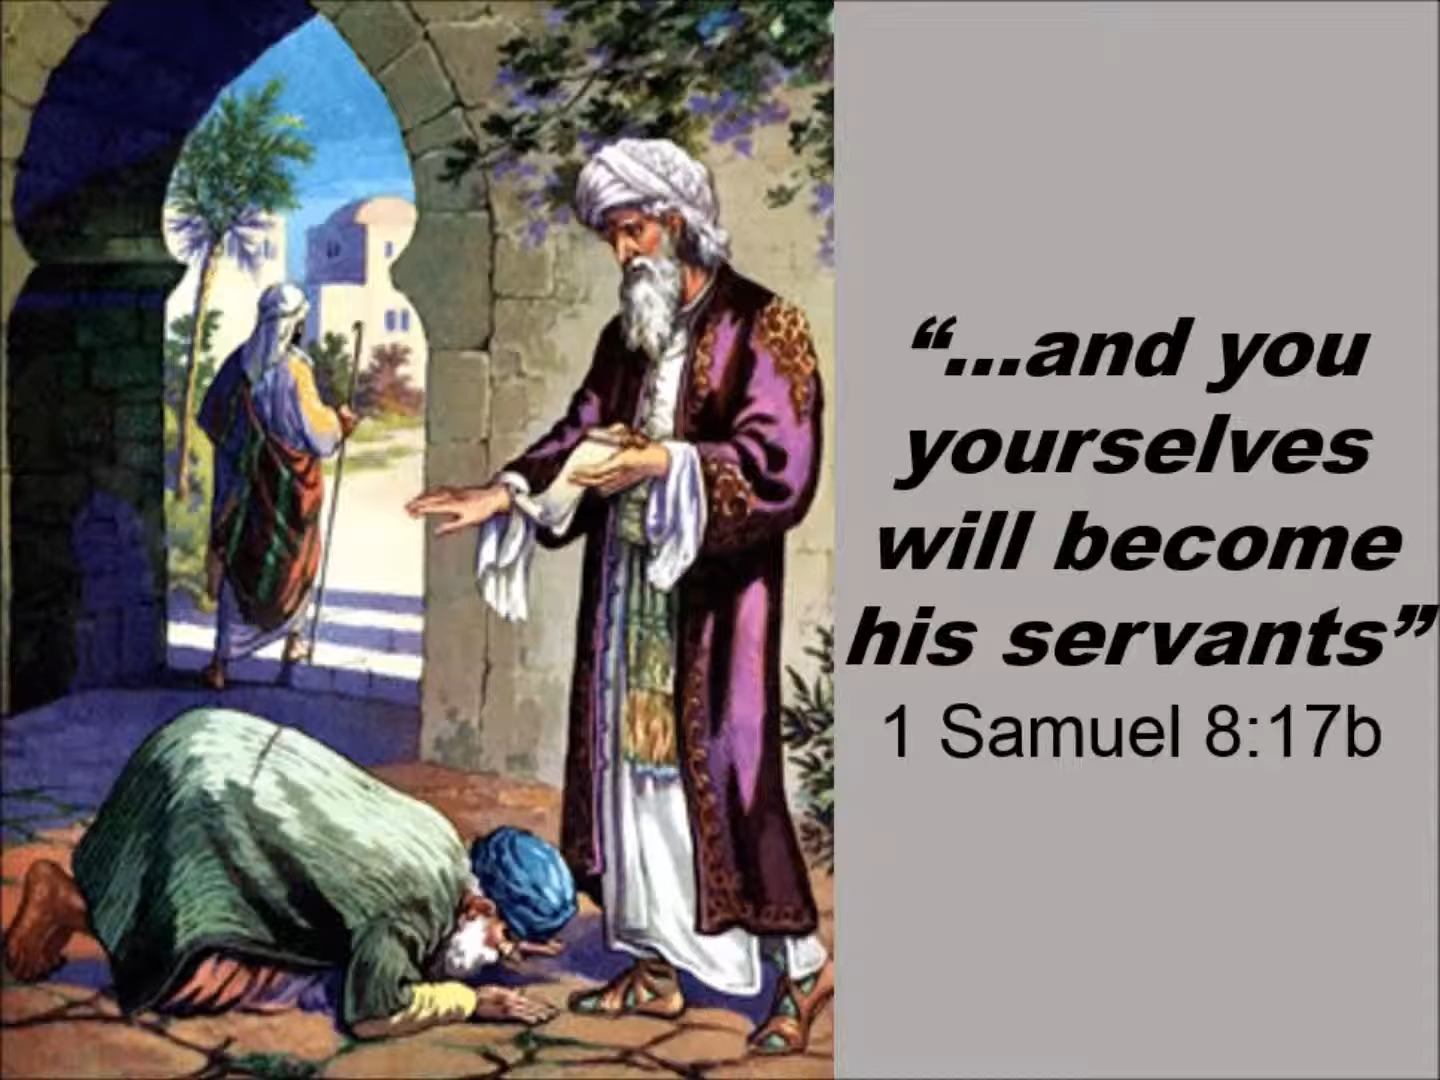 “...and you
yourselves
will become
his servants”
1 Samuel 8:17b